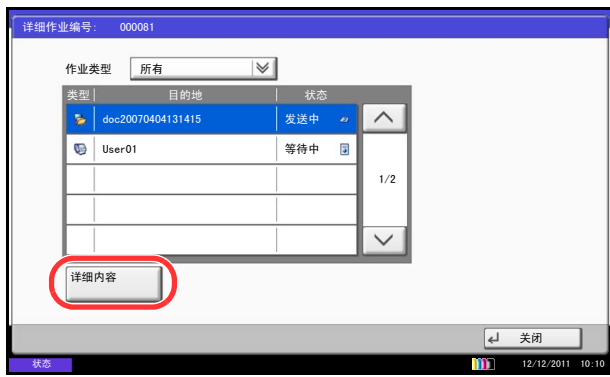 详细作业编号: 000081
作业类型 所有
类型 目的地 状态
doc20070404131415 发送中
User01 等待中
1/2
详细内容
关闭
状态 12/12/2011 10:10